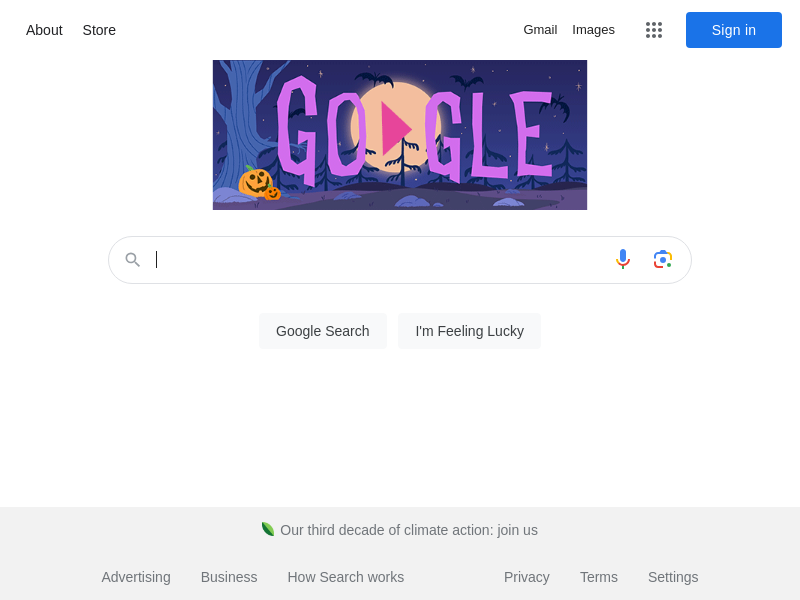 About Store Gmail Images Sign in
GOOGLE
Google Search I'm Feeling Lucky
Our third decade of climate action: join us
Advertising Business How Search works Privacy Terms Settings